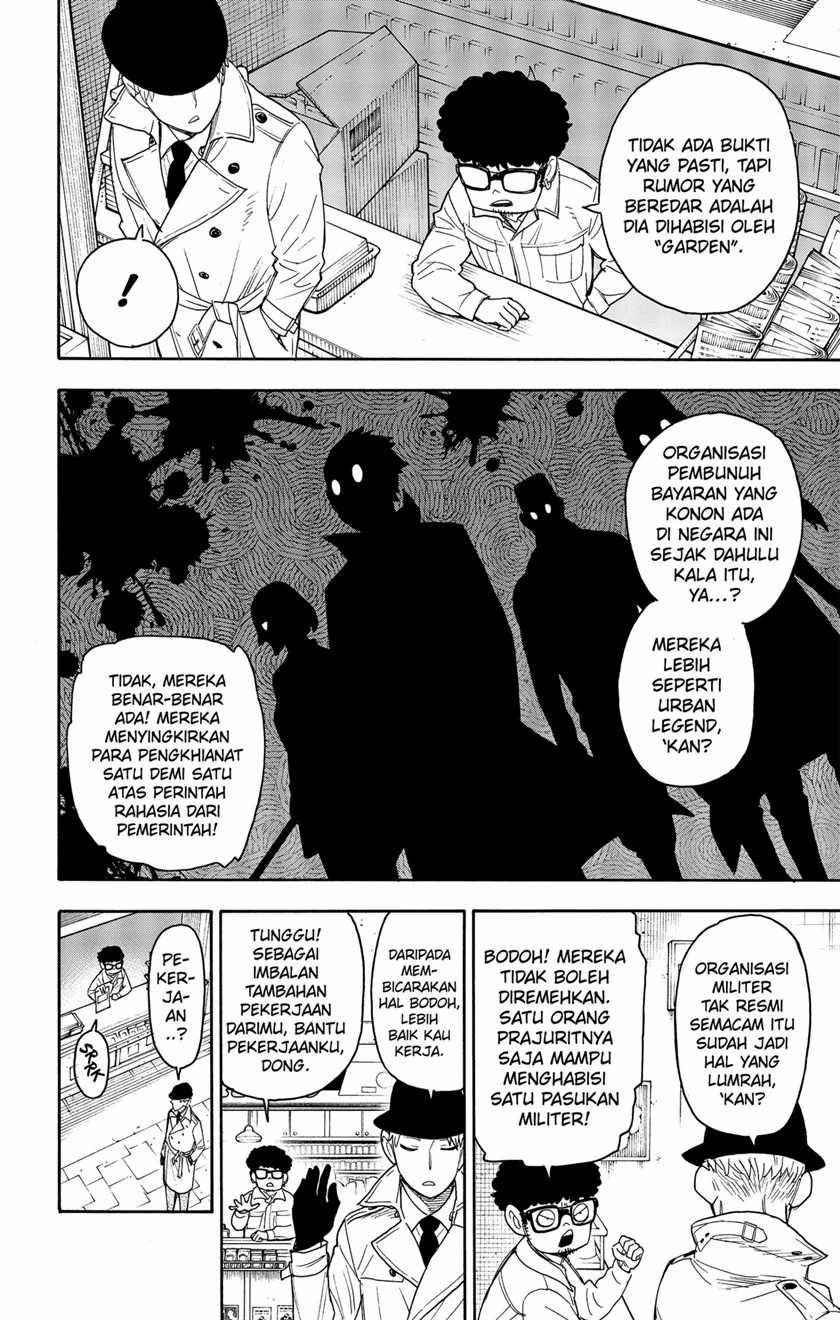 TIDAK ADA BUKTI
YANG PASTI, TAPI
RUMOR YANG
BEREDAR ADALAH
DIA DIHABISI OLEH
"GARDEN".
!
ORGANISASI
PEMBUNUH
BAYARAN YANG
KONON ADA
DI NEGARA INI
SEJAK DAHULU
KALA ITU,
YA...?
MEREKA
LEBIH
SEPERTI
URBAN
LEGEND,
'KAN?
TIDAK, MEREKA
BENAR-BENAR
ADA! MEREKA
MENYINGKIRKAN
PARA PENGKHIANAT
SATU DEMI SATU
ATAS PERINTAH
RAHASIA DARI
PEMERINTAH!
ORGANISASI
MILITER
TAK RESMI
SEMACAM ITU
SUDAH JADI
HAL YANG
LUMRAH,
'KAN?
BODOH! MEREKA
TIDAK BOLEH
DIREMEHKAN.
SATU ORANG
PRAJURITNYA
SAJA MAMPU
MENGHABISI
SATU PASUKAN
MILITER!
DARIPADA
MEM-
BICARAKAN
HAL BODOH,
LEBIH
BAIK KAU
KERJA.
TUNGGU!
SEBAGAI
IMBALAN
TAMBAHAN
PEKERJAAN
DARIMU, BANTU
PEKERJAANKU,
DONG.
PE-
KER-
JA-
AN
..?
SRRK